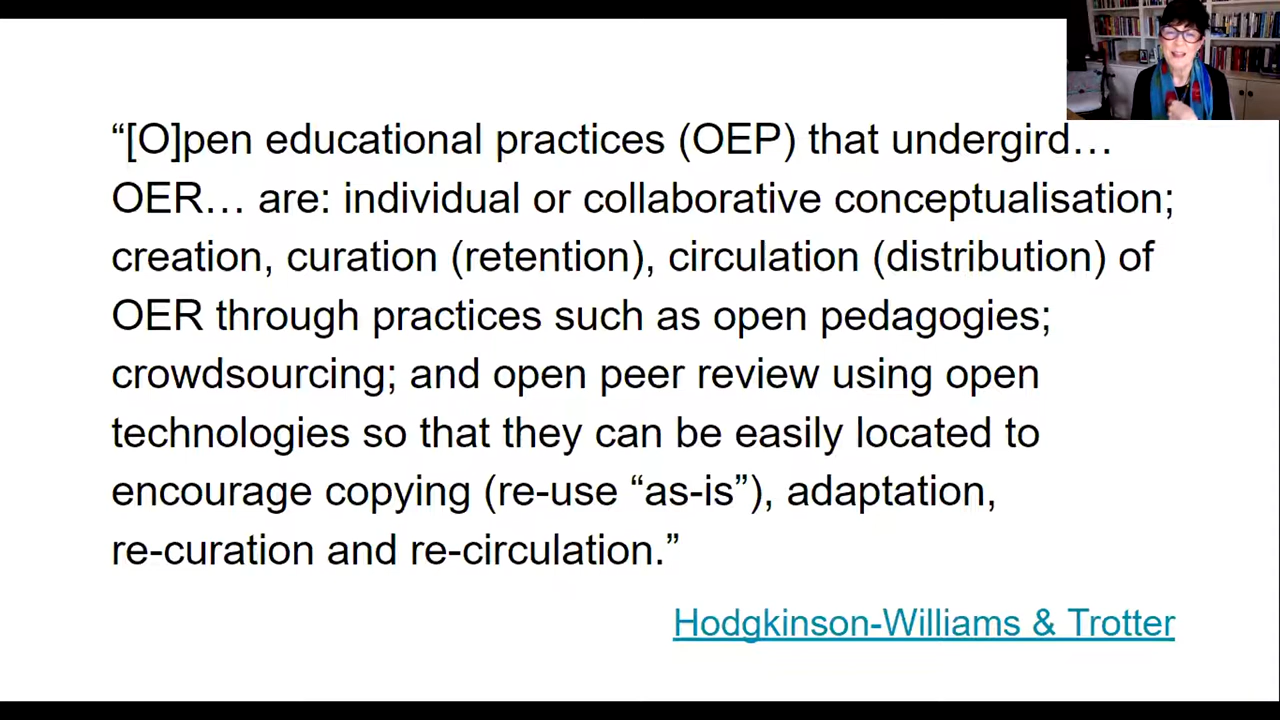 “[O]pen educational practices (OEP) that undergird…
OER… are: individual or collaborative conceptualisation;
creation, curation (retention), circulation (distribution) of
OER through practices such as open pedagogies;
crowdsourcing; and open peer review using open
technologies so that they can be easily located to
encourage copying (re-use “as-is”), adaptation,
re-curation and re-circulation.”
Hodgkinson-Williams & Trotter